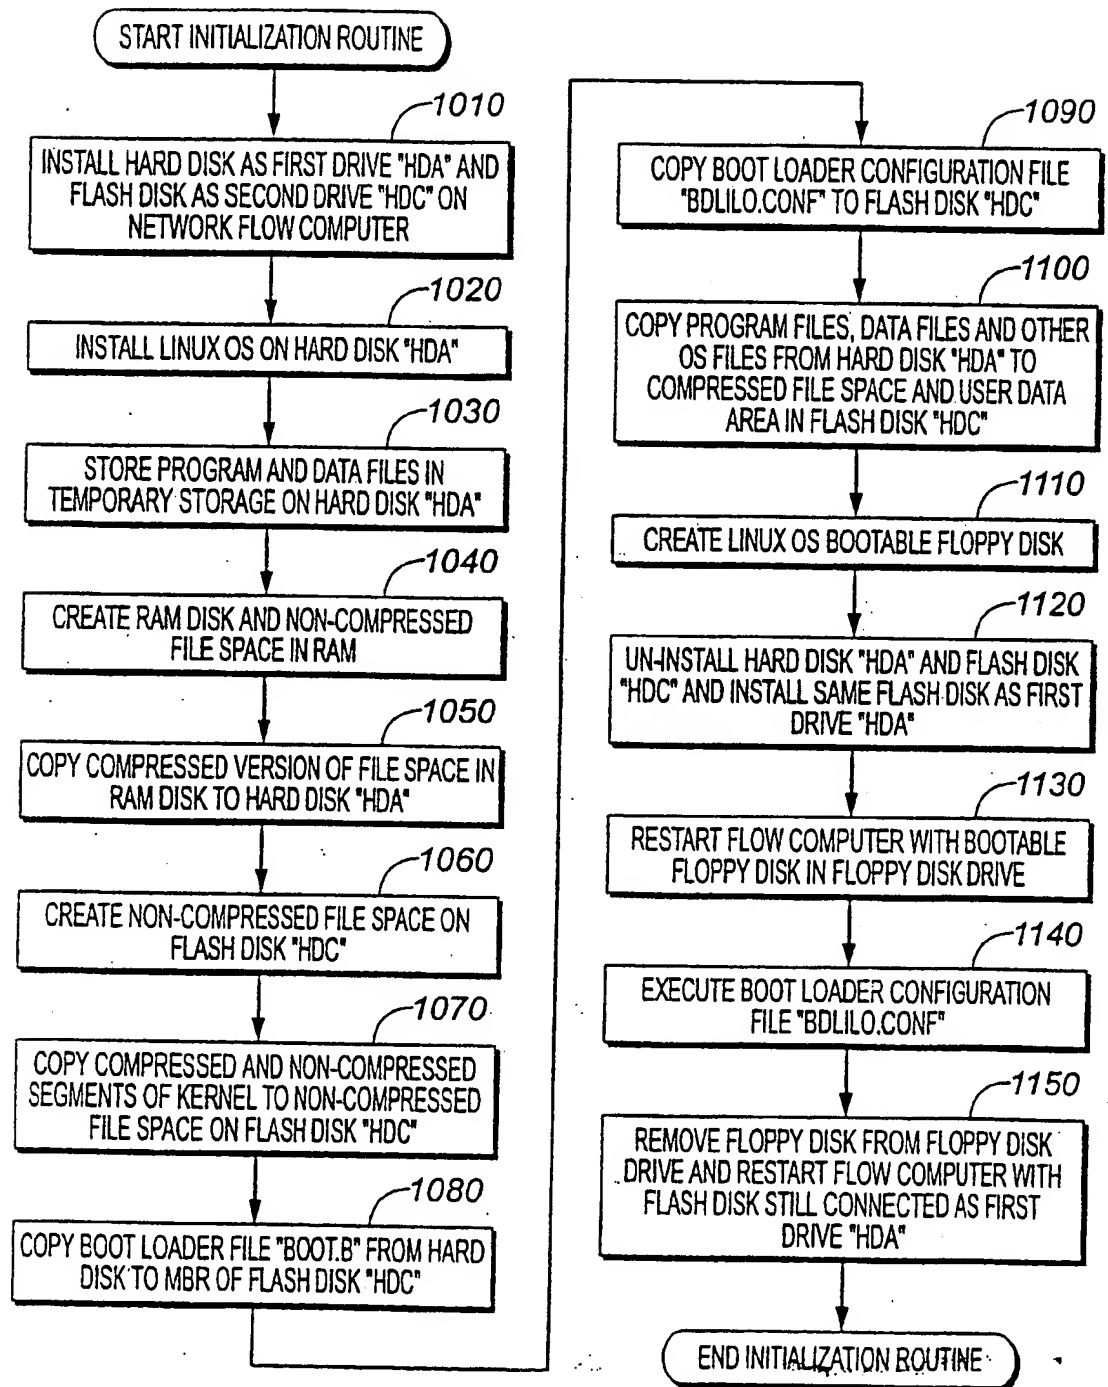 START INITIALIZATION ROUTINE
1010
INSTALL HARD DISK AS FIRST DRIVE "HDA" AND
FLASH DISK AS SECOND DRIVE "HDC" ON
NETWORK FLOW COMPUTER
1020
INSTALL LINUX OS ON HARD DISK "HDA"
1030
STORE PROGRAM AND DATA FILES IN
TEMPORARY STORAGE ON HARD DISK "HDA"
1040
CREATE RAM DISK AND NON-COMPRESSED
FILE SPACE IN RAM
1050
COPY COMPRESSED VERSION OF FILE SPACE IN
RAM DISK TO HARD DISK "HDA"
1060
CREATE NON-COMPRESSED FILE SPACE ON
FLASH DISK "HDC"
1070
COPY COMPRESSED AND NON-COMPRESSED
SEGMENTS OF KERNEL TO NON-COMPRESSED
FILE SPACE ON FLASH DISK "HDC"
1080
COPY BOOT LOADER FILE "BOOT.B" FROM HARD
DISK TO MBR OF FLASH DISK "HDC"
1090
COPY BOOT LOADER CONFIGURATION FILE
"BDLILO.CONF" TO FLASH DISK "HDC"
1100
COPY PROGRAM FILES, DATA FILES AND OTHER
OS FILES FROM HARD DISK "HDA" TO
COMPRESSED FILE SPACE AND USER DATA
AREA IN FLASH DISK "HDC"
1110
CREATE LINUX OS BOOTABLE FLOPPY DISK
1120
UN-INSTALL HARD DISK "HDA" AND FLASH DISK
"HDC" AND INSTALL SAME FLASH DISK AS FIRST
DRIVE "HDA"
1130
RESTART FLOW COMPUTER WITH BOOTABLE
FLOPPY DISK IN FLOPPY DISK DRIVE
1140
EXECUTE BOOT LOADER CONFIGURATION
FILE "BDLILO.CONF"
1150
REMOVE FLOPPY DISK FROM FLOPPY DISK
DRIVE AND RESTART FLOW COMPUTER WITH
FLASH DISK STILL CONNECTED AS FIRST
DRIVE "HDA"
END INITIALIZATION ROUTINE